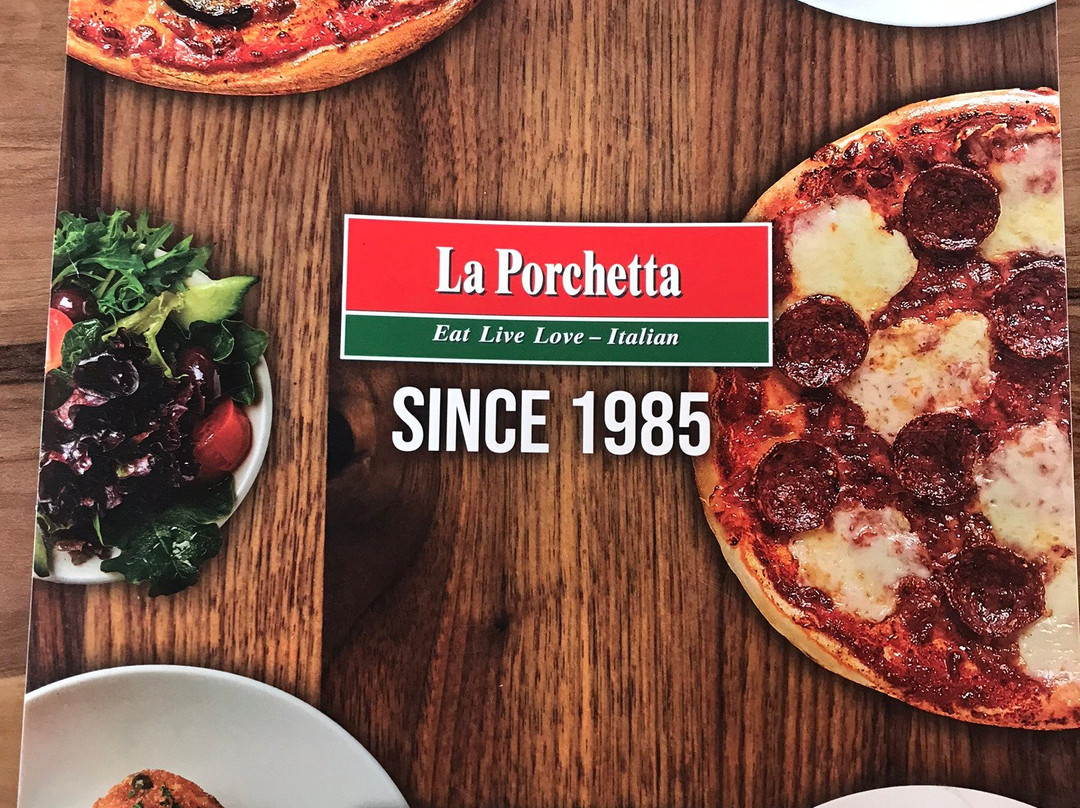 La Porchetta
Eat Live Love – Italian
SINCE 1985